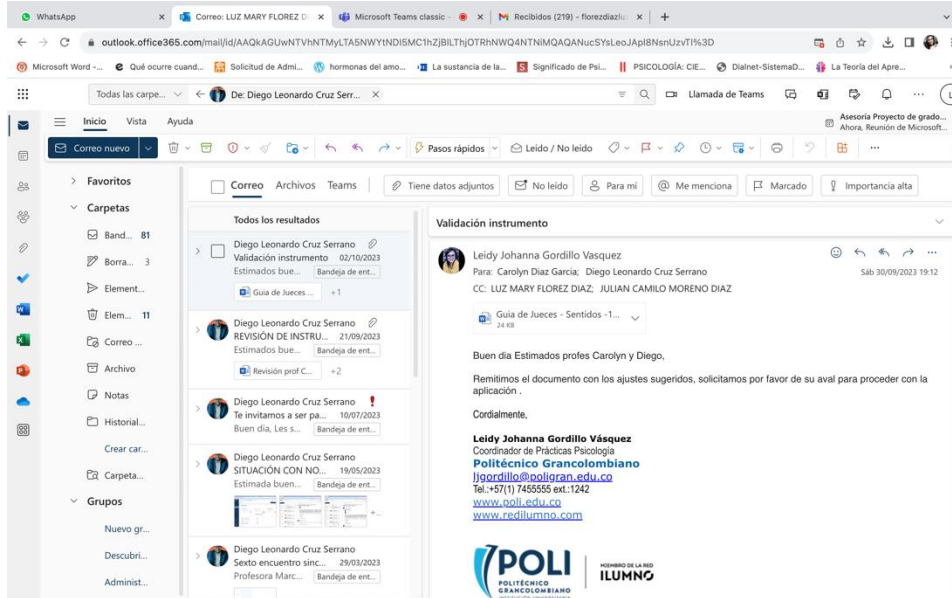 WhatsApp
Correo: LUZ MARY FLOREZ D
Microsoft Teams classic -
Recibidos (219) - florezdiazlu
outlook.office365.com/mail/id/AAQkAGUwNTVhNTMyLTA5NWYtNDI5MC1hZjBlLThjOTRhNWQ4NTNiMQAQANucSYsLeoJApI8NsnUzvTI%3D
Microsoft Word -...
Qué ocurre cuand...
Solicitud de Admi...
hormonas del amo...
La sustancia de la...
Significado de Psi...
PSICOLOGÍA: CIE...
Dialnet-SistemaD...
La Teoría del Apre...
Todas las carpe...
De: Diego Leonardo Cruz Serr...
Llamada de Teams
Inicio
Vista
Ayuda
Asesoría Proyecto de grado...
Ahora, Reunión de Microsoft...
Correo nuevo
Pasos rápidos
Leído / No leído
Favoritos
Carpetas
Band... 81
Borra... 3
Element...
Elem... 11
Correo ...
Archivo
Notas
Historial...
Crear car...
Carpeta...
Grupos
Nuevo gr...
Descubri...
Administ...
Correo
Archivos
Teams
Tiene datos adjuntos
No leído
Para mí
Me menciona
Marcado
Importancia alta
Todos los resultados
Diego Leonardo Cruz Serrano
Validación instrumento 02/10/2023
Estimados bue... Bandeja de ent...
Guia de Jueces ... +1
Diego Leonardo Cruz Serrano
REVISIÓN DE INSTRU... 21/09/2023
Estimados bue... Bandeja de ent...
Revisión prof C... +2
Diego Leonardo Cruz Serrano
Te invitamos a ser pa... 10/07/2023
Buen día, Les s... Bandeja de ent...
Diego Leonardo Cruz Serrano
SITUACIÓN CON NO... 19/05/2023
Estimada buen... Bandeja de ent...
+...
Diego Leonardo Cruz Serrano
Sexto encuentro sinc... 29/03/2023
Profesora Marc... Bandeja de ent...
Validación instrumento
Leidy Johanna Gordillo Vasquez
Para: Carolyn Diaz Garcia; Diego Leonardo Cruz Serrano
Sáb 30/09/2023 19:12
CC: LUZ MARY FLOREZ DIAZ; JULIAN CAMILO MORENO DIAZ
Guia de Jueces - Sentidos -1...
24 KB
Buen dia Estimados profes Carolyn y Diego,
Remitimos el documento con los ajustes sugeridos, solicitamos por favor de su aval para proceder con la
aplicación .
Cordialmente,
Leidy Johanna Gordillo Vásquez
Coordinador de Prácticas Psicología
Politécnico Grancolombiano
ljgordillo@poligran.edu.co
Tel.:+57(1) 7455555 ext.:1242
www.poli.edu.co
www.redilumno.com
POLI
POLITÉCNICO
GRANCOLOMBIANO
MIEMBRO DE LA RED
ILUMNO